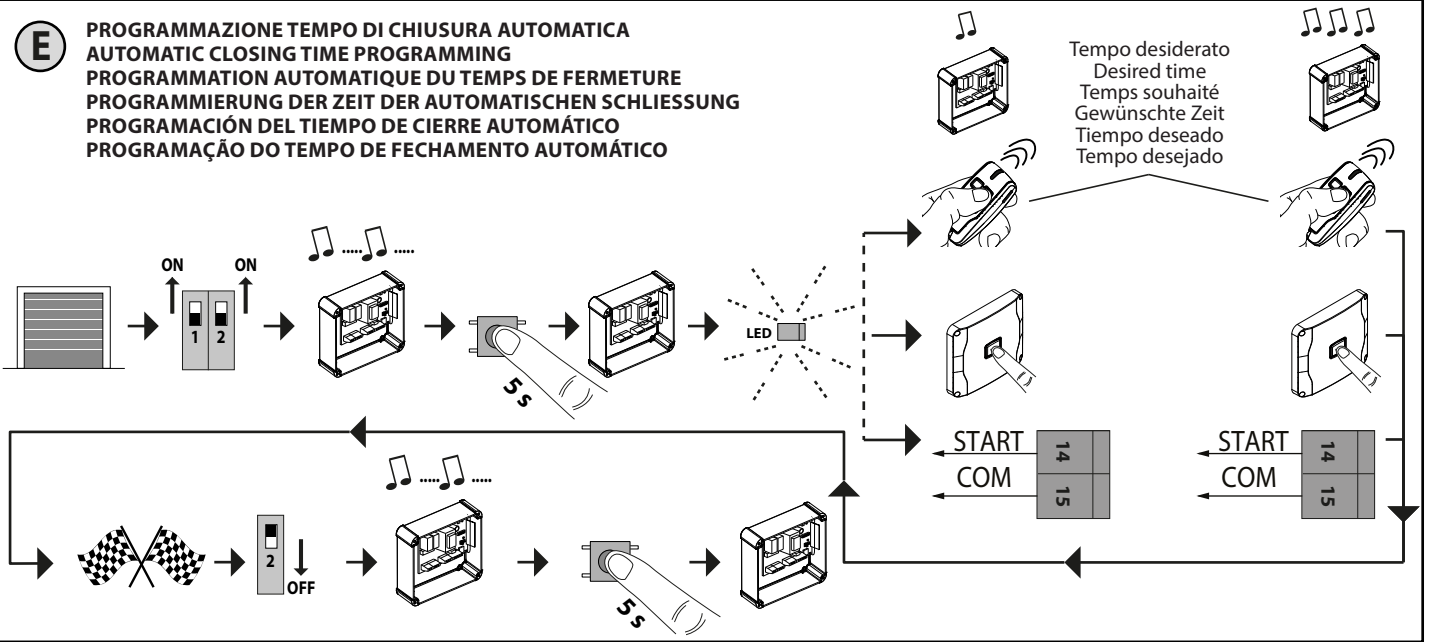 E
PROGRAMMAZIONE TEMPO DI CHIUSURA AUTOMATICA
AUTOMATIC CLOSING TIME PROGRAMMING
PROGRAMMATION AUTOMATIQUE DU TEMPS DE FERMETURE
PROGRAMMIERUNG DER ZEIT DER AUTOMATISCHEN SCHLIESSUNG
PROGRAMACIÓN DEL TIEMPO DE CIERRE AUTOMÁTICO
PROGRAMAÇÃO DO TEMPO DE FECHAMENTO AUTOMÁTICO
Tempo desiderato
Desired time
Temps souhaité
Gewünschte Zeit
Tiempo deseado
Tempo desejado
ON ON
1 2
..... .....
5 s
LED
START 14
COM 15
START 14
COM 15
2
OFF
..... .....
5 s